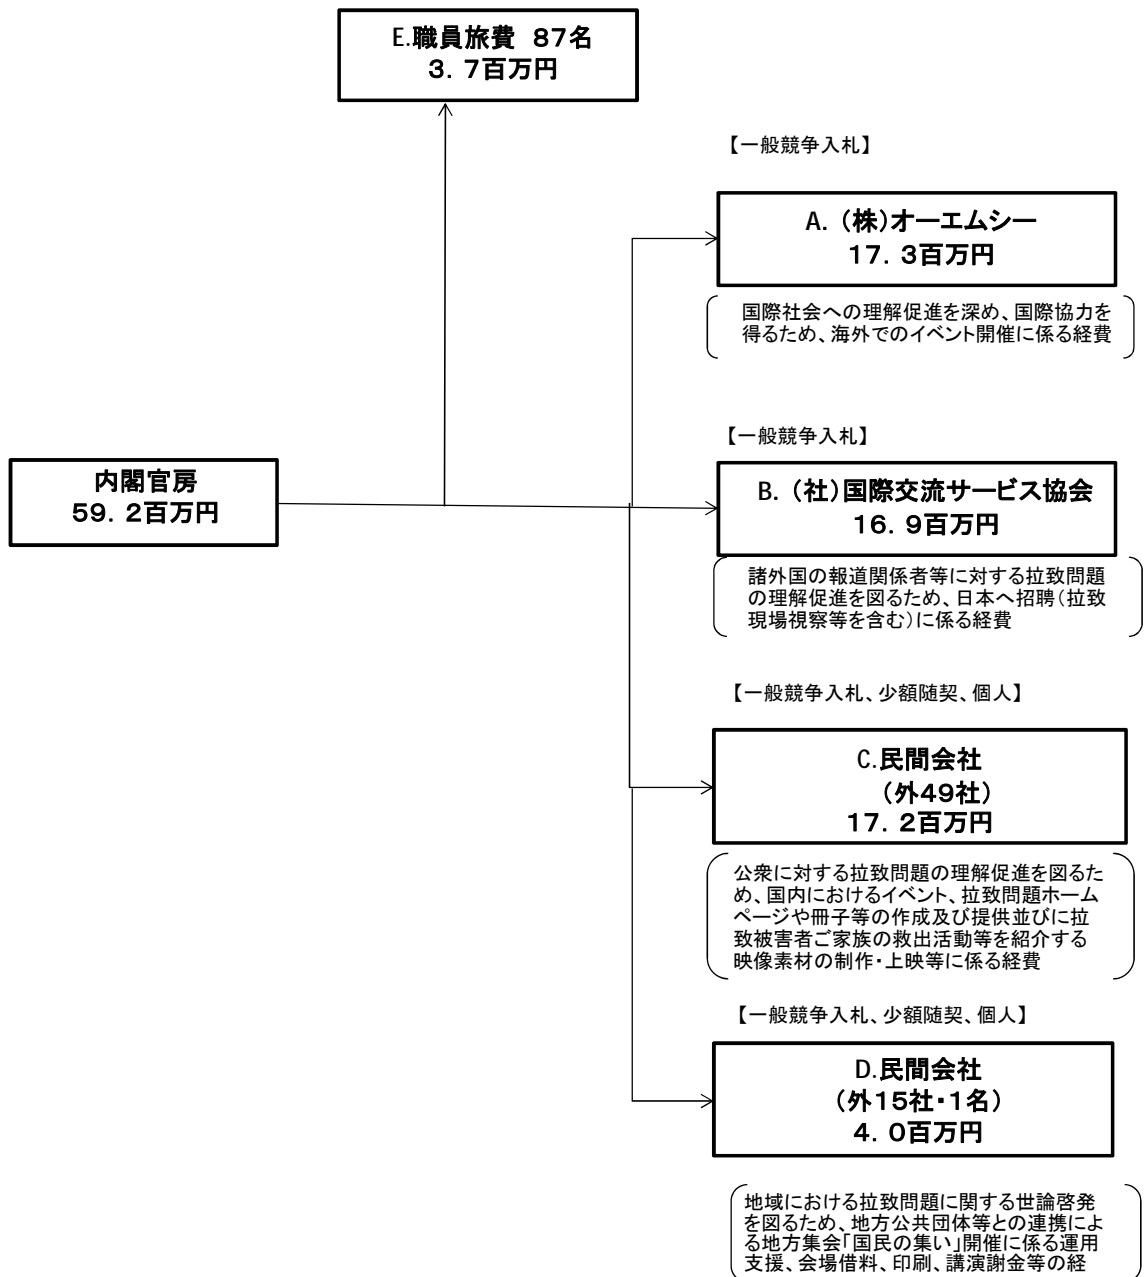 E.職員旅費 87名
3．7百万円
【一般競争入札】
A.（株）オーエムシー
17．3百万円
国際社会への理解促進を深め、国際協力を
得るため、海外でのイベント開催に係る経費
【一般競争入札】
内閣官房
59．2百万円
B.（社）国際交流サービス協会
16．9百万円
諸外国の報道関係者等に対する拉致問題
の理解促進を図るため、日本へ招聘（拉致
現場視察等を含む）に係る経費
【一般競争入札、少額随契、個人】
C.民間会社
（外49社）
17．2百万円
公衆に対する拉致問題の理解促進を図るた
め、国内におけるイベント、拉致問題ホーム
ページや冊子等の作成及び提供並びに拉
致被害者ご家族の救出活動等を紹介する
映像素材の制作・上映等に係る経費
【一般競争入札、少額随契、個人】
D.民間会社
（外15社・1名）
4．0百万円
地域における拉致問題に関する世論啓発
を図るため、地方公共団体等との連携によ
る地方集会「国民の集い」開催に係る運用
支援、会場借料、印刷、講演謝金等の経